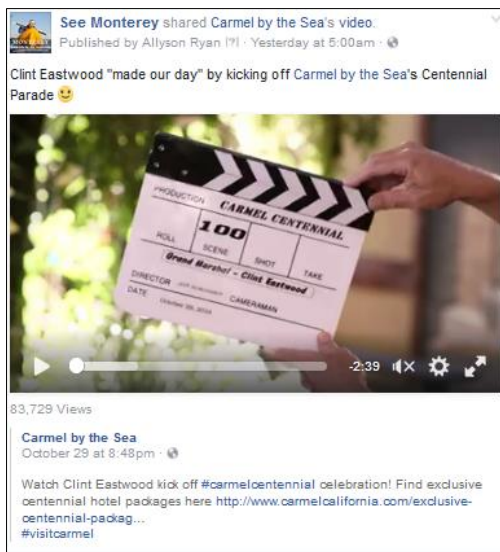 See Monterey shared Carmel by the Sea's video.
Published by Allyson Ryan [?] · Yesterday at 5:00am ·
Clint Eastwood "made our day" by kicking off Carmel by the Sea's Centennial
Parade
PRODUCTION
CARMEL CENTENNIAL
100
ROLL
SCENE
SHOT
TAKE
Grand Marshal - Clint Eastwood
DIRECTOR
CAMERAMAN
DATE
-2:39
83,729 Views
Carmel by the Sea
October 29 at 8:48pm ·
Watch Clint Eastwood kick off #carmelcentennial celebration! Find exclusive
centennial hotel packages here http://www.carmelcalifornia.com/exclusive-
centennial-packag...
#visitcarmel